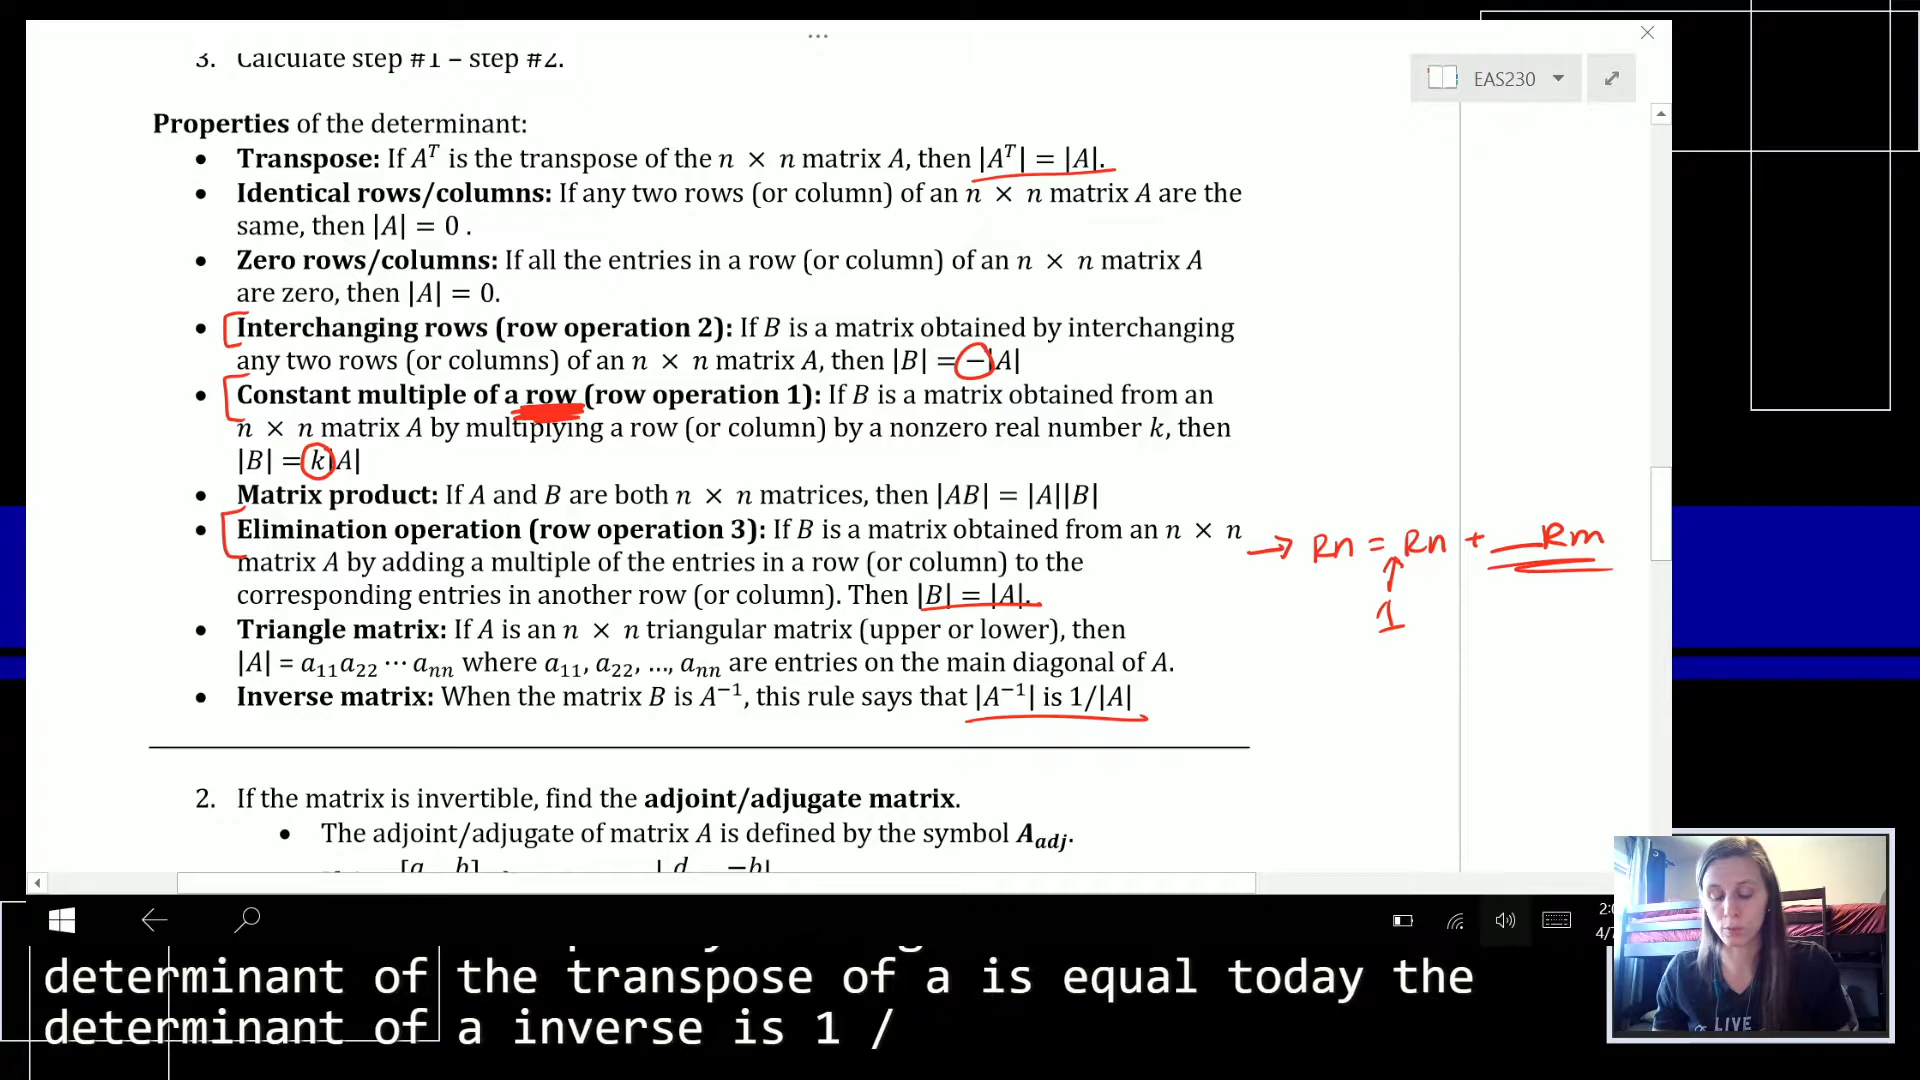 3. Calculate step #1 – step #2.
EAS230
Properties of the determinant:
• Transpose: If Aᵀ is the transpose of the n × n matrix A, then |Aᵀ| = |A|.
• Identical rows/columns: If any two rows (or column) of an n × n matrix A are the
same, then |A| = 0 .
• Zero rows/columns: If all the entries in a row (or column) of an n × n matrix A
are zero, then |A| = 0.
• Interchanging rows (row operation 2): If B is a matrix obtained by interchanging
any two rows (or columns) of an n × n matrix A, then |B| = −|A|
• Constant multiple of a row (row operation 1): If B is a matrix obtained from an
n × n matrix A by multiplying a row (or column) by a nonzero real number k, then
|B| = k|A|
• Matrix product: If A and B are both n × n matrices, then |AB| = |A||B|
• Elimination operation (row operation 3): If B is a matrix obtained from an n × n
→ Rn = Rn + __Rm
matrix A by adding a multiple of the entries in a row (or column) to the
corresponding entries in another row (or column). Then |B| = |A|.
↑
1
• Triangle matrix: If A is an n × n triangular matrix (upper or lower), then
|A| = a₁₁a₂₂ ⋯ aₙₙ where a₁₁, a₂₂, …, aₙₙ are entries on the main diagonal of A.
• Inverse matrix: When the matrix B is A⁻¹, this rule says that |A⁻¹| is 1/|A|
2. If the matrix is invertible, find the adjoint/adjugate matrix.
• The adjoint/adjugate of matrix A is defined by the symbol A_adj.
LIVE
determinant of the transpose of a is equal today the
determinant of a inverse is 1 /